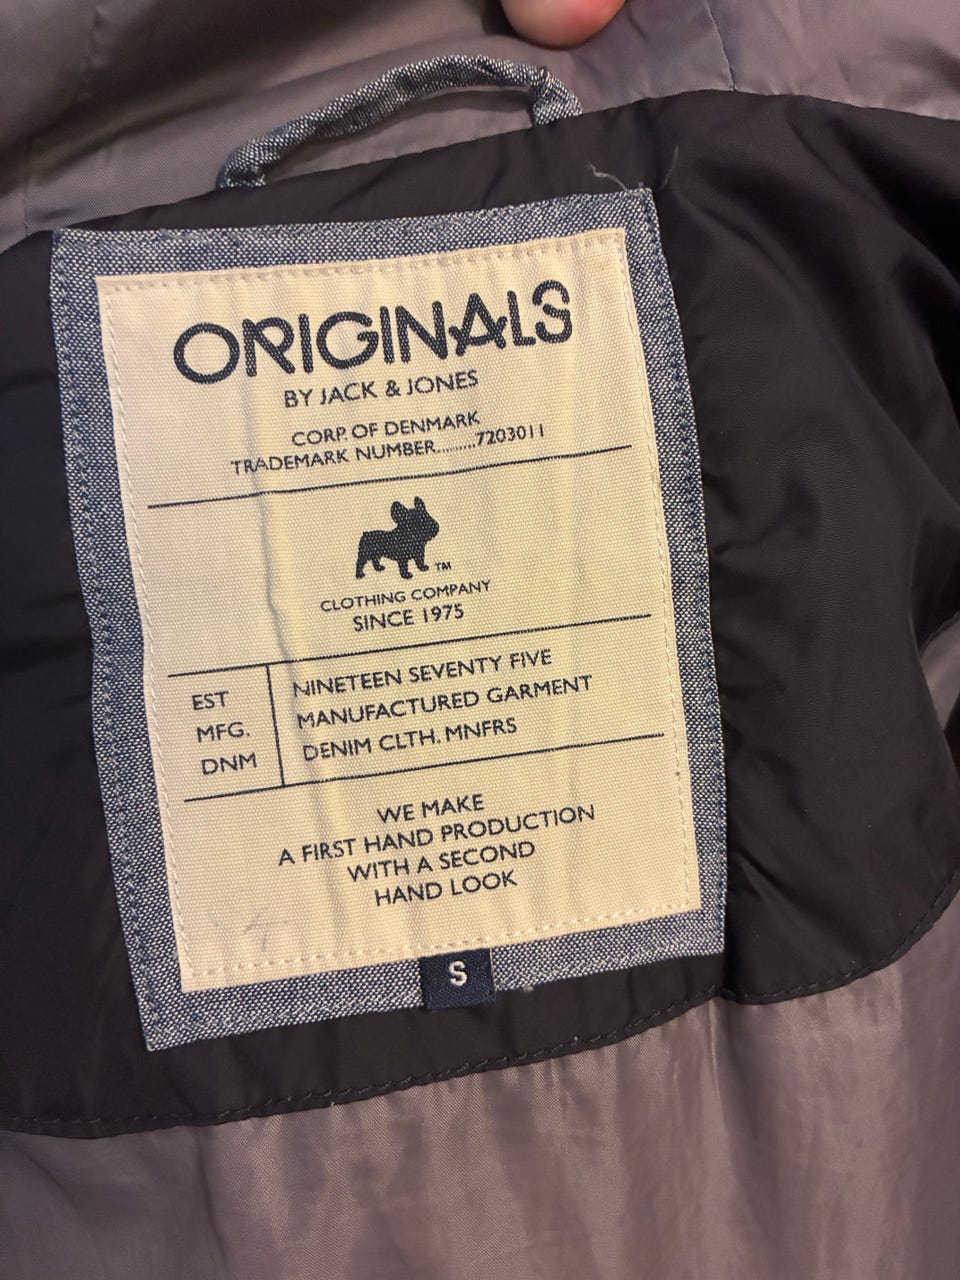 ORIGINALS
BY JACK & JONES
CORP. OF DENMARK
TRADEMARK NUMBER.........7203011
TM
CLOTHING COMPANY
SINCE 1975
EST NINETEEN SEVENTY FIVE
MFG. MANUFACTURED GARMENT
DNM DENIM CLTH. MNFRS
WE MAKE
A FIRST HAND PRODUCTION
WITH A SECOND
HAND LOOK
S